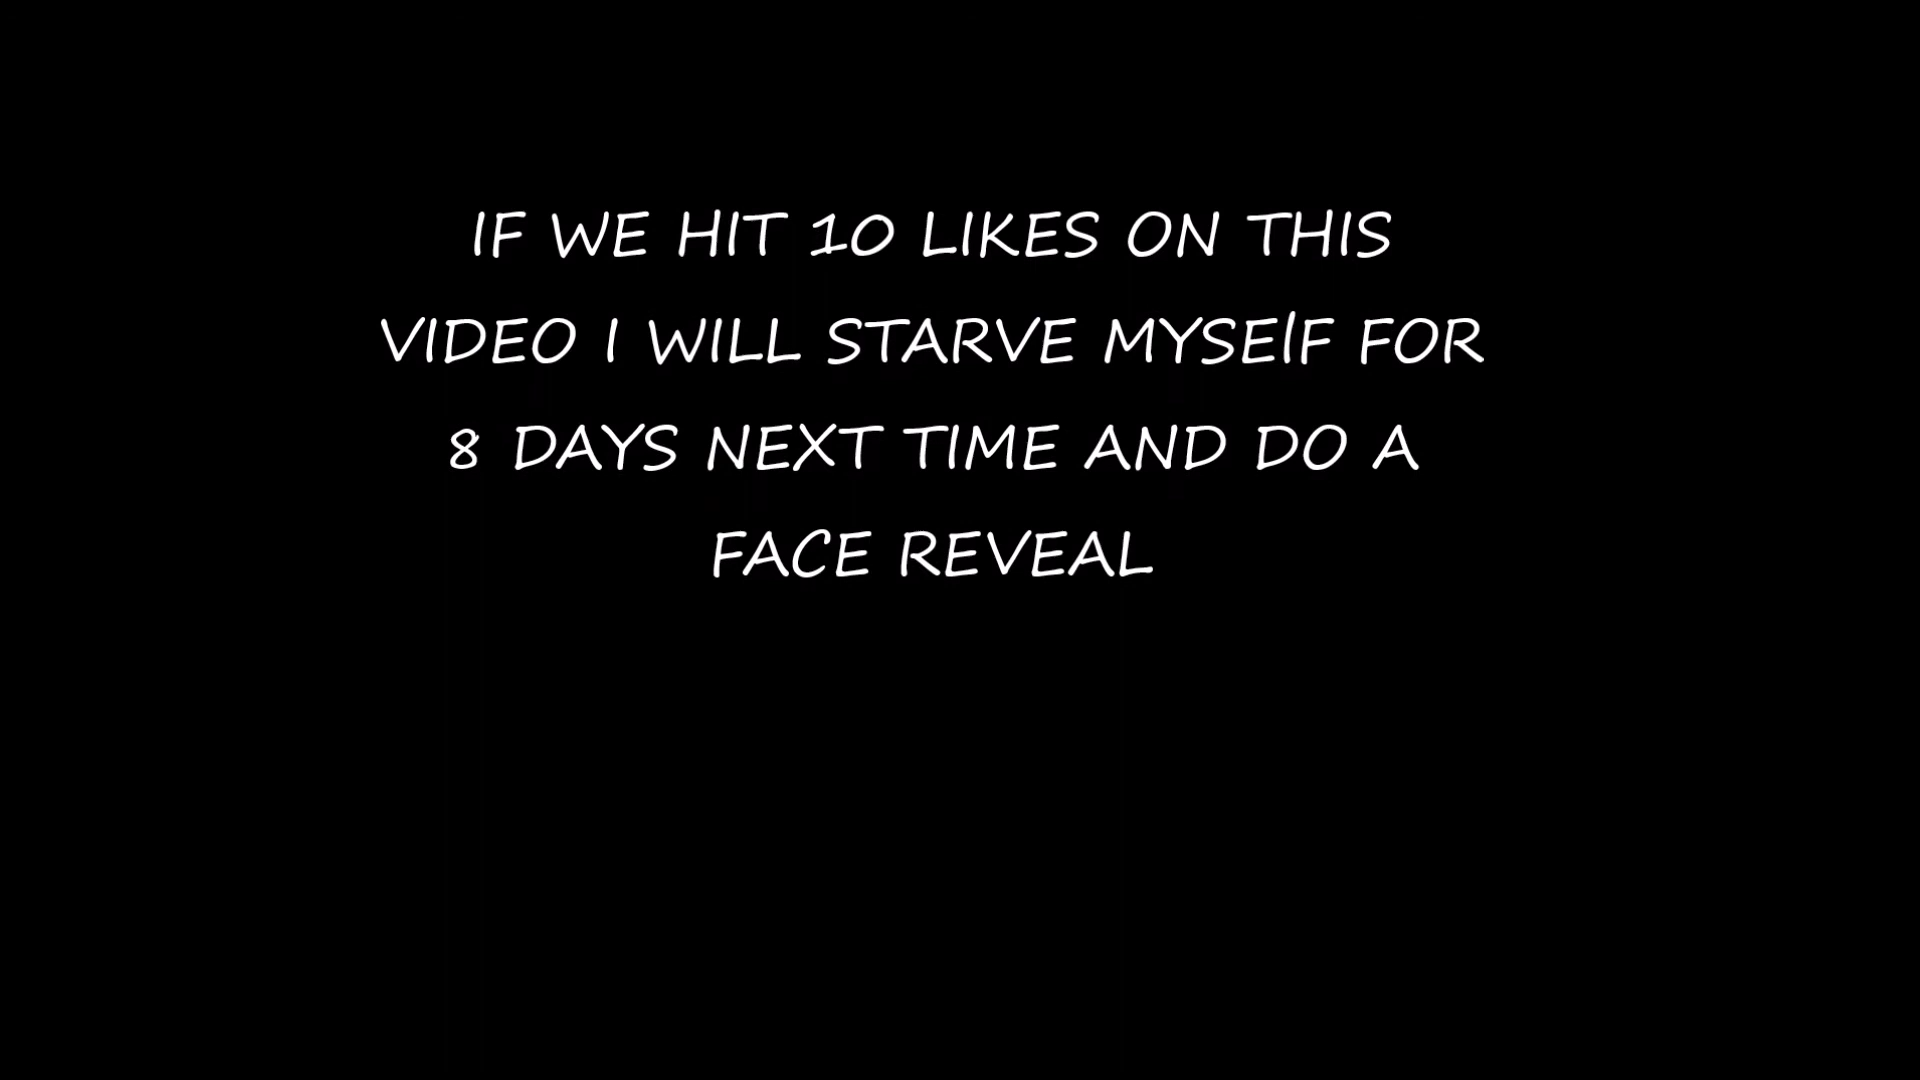 IF WE HIT 10 LIKES ON THIS
VIDEO I WILL STARVE MYSElF FOR
8 DAYS NEXT TIME AND DO A
FACE REVEAL